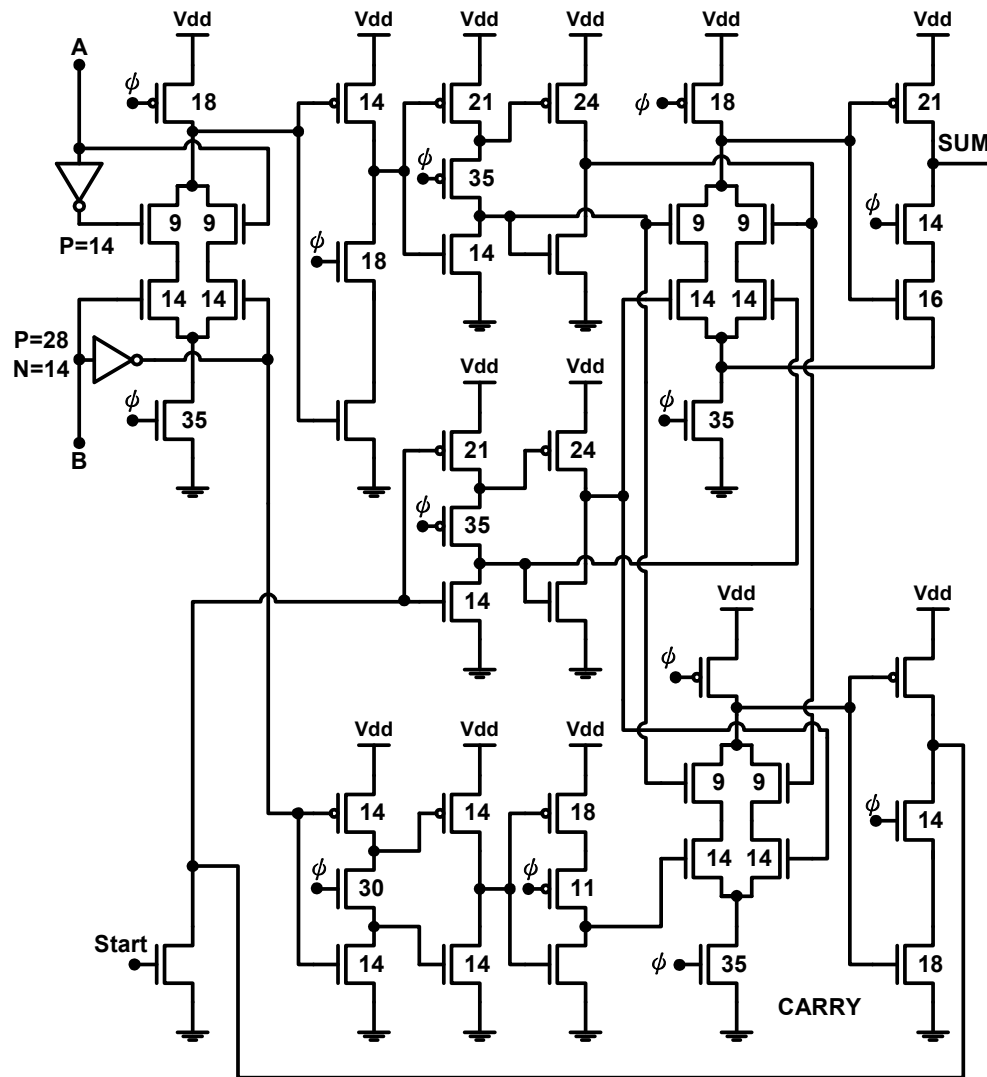 Vdd Vdd Vdd Vdd Vdd Vdd
A
ϕ 18 14 21 24 ϕ 18 21
SUM
ϕ 35
9 9 9 9 ϕ 14
P=14
ϕ 18 14
14 14 14 14 16
P=28
N=14
Vdd Vdd
ϕ 35 ϕ 35
B
21 24
ϕ 35
14
Vdd Vdd
ϕ
Vdd Vdd Vdd
9 9
14 14 18 ϕ 14
14 14
ϕ 30 ϕ 11
Start
14 14 ϕ 35 18
CARRY